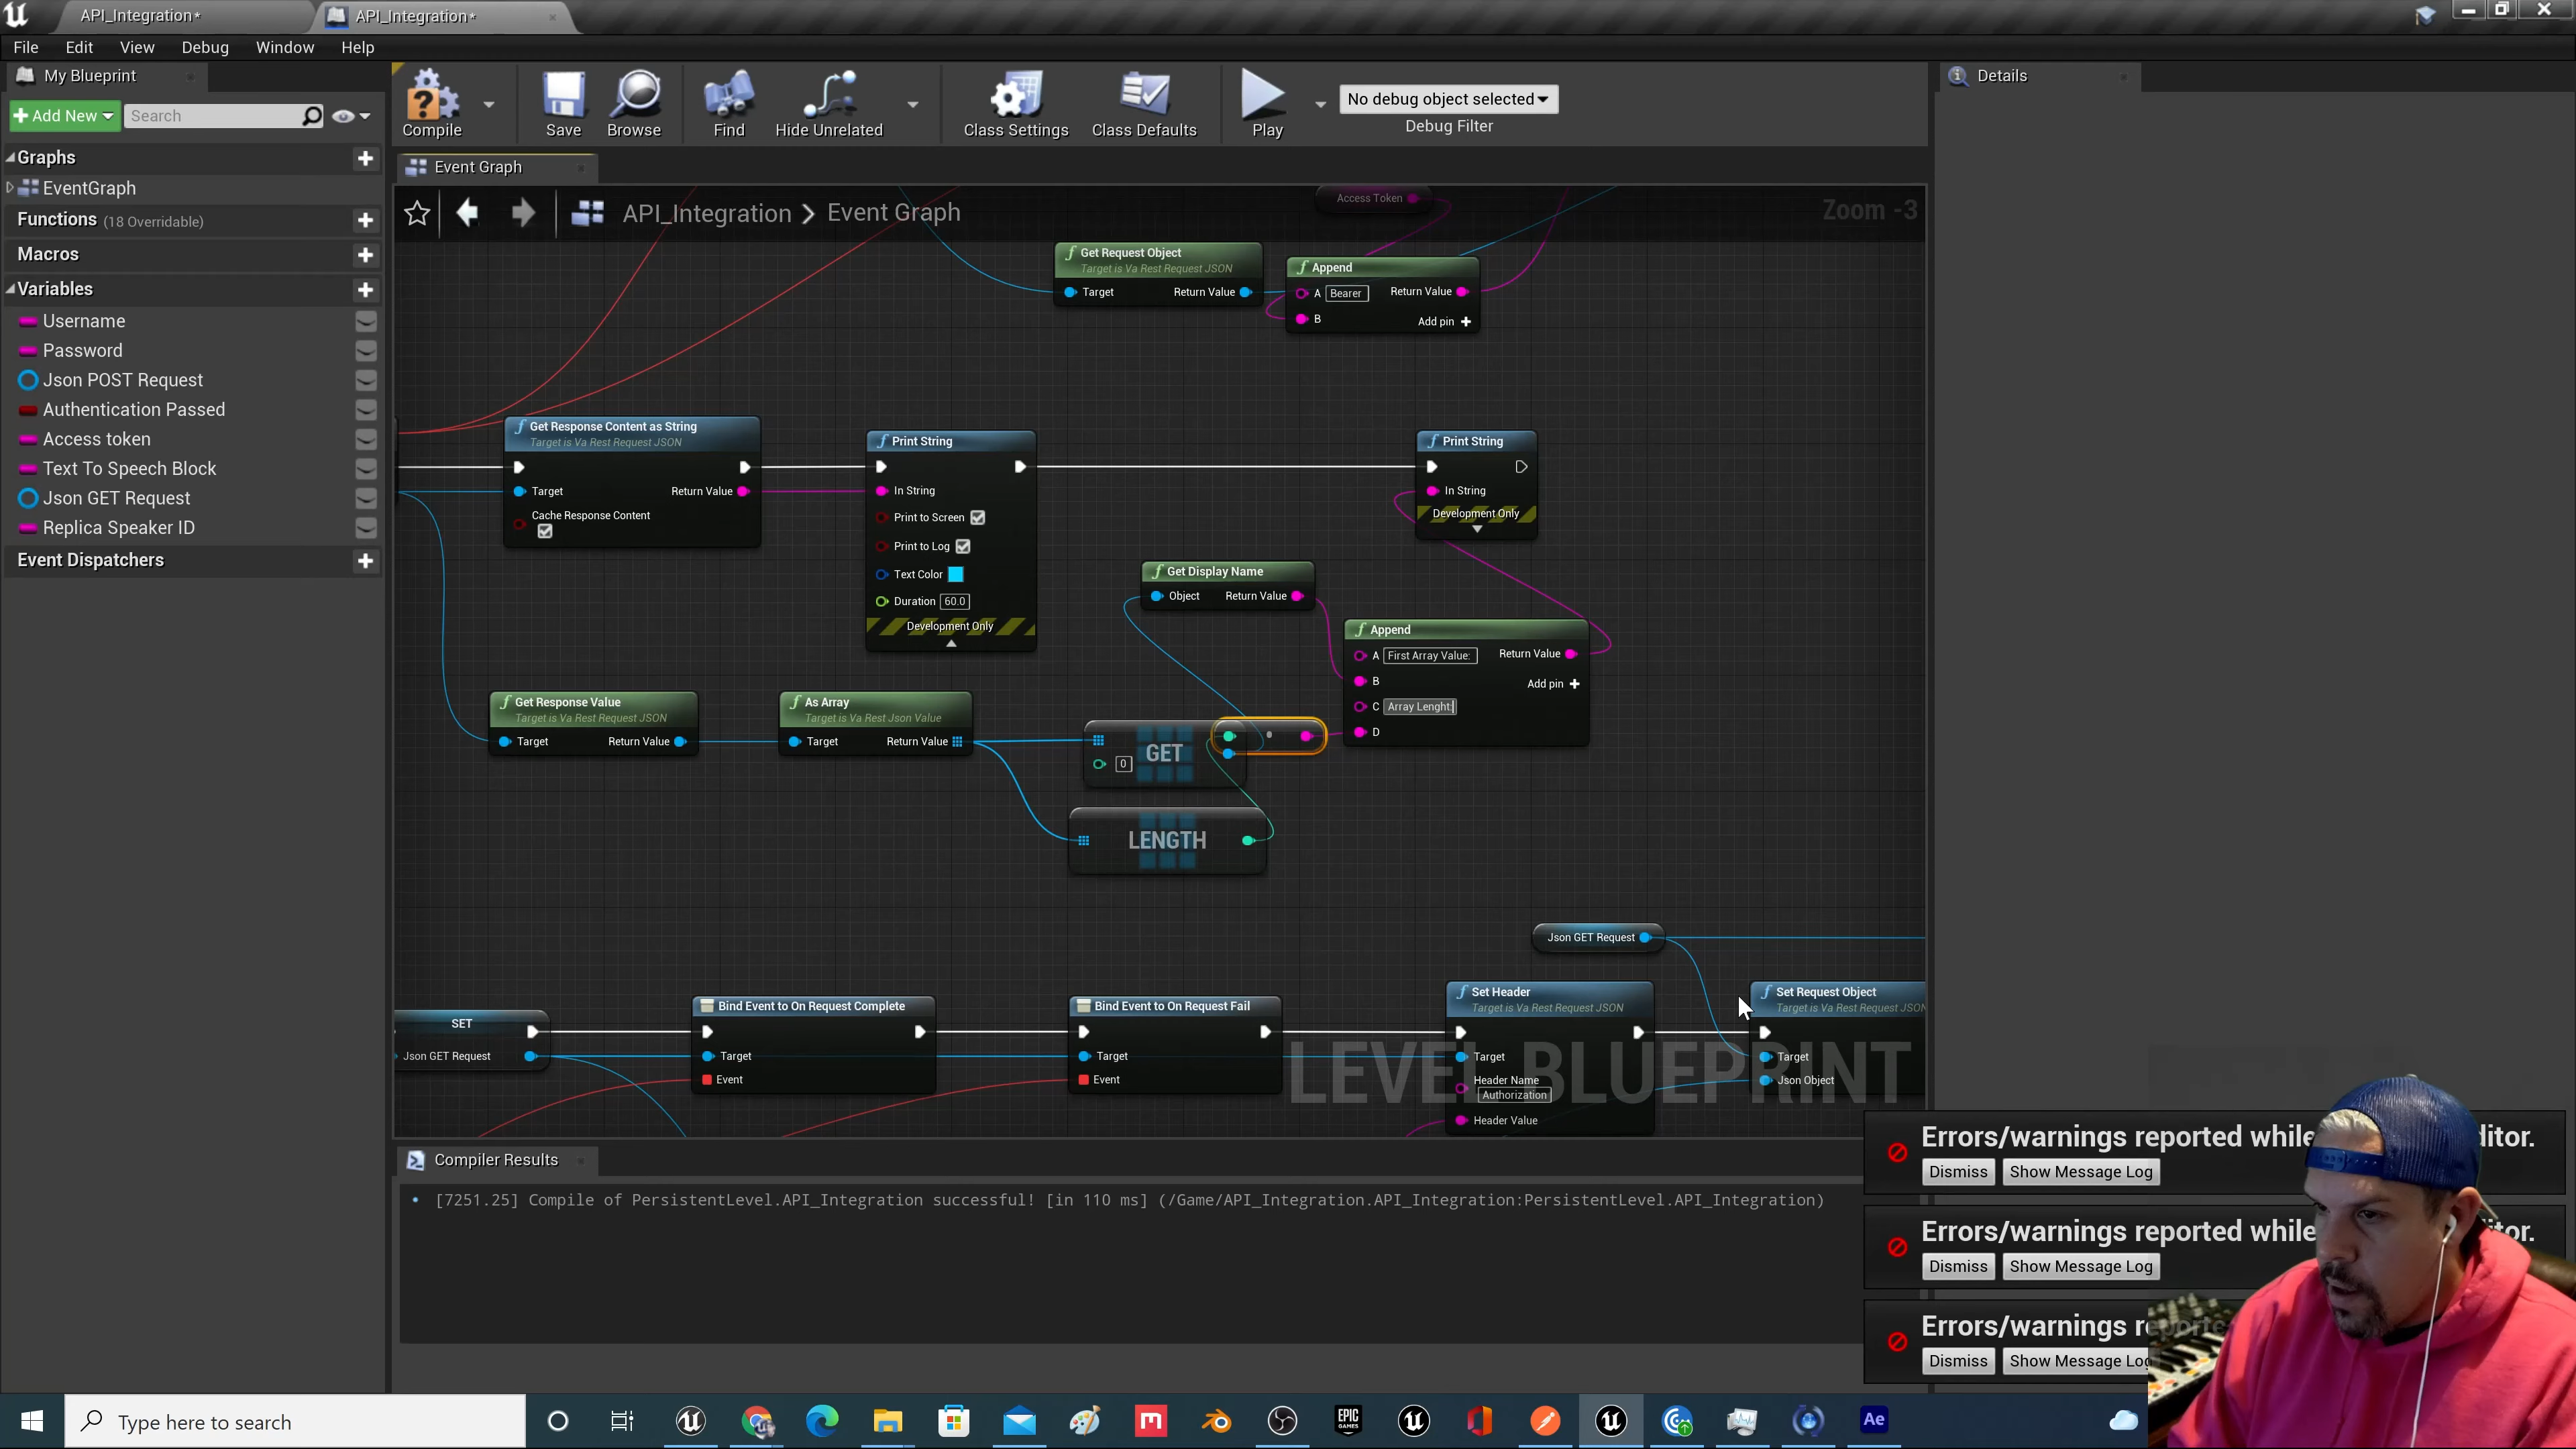 API_Integration*
API_Integration*
File Edit View Debug Window Help
My Blueprint
Add New
Search
Graphs
EventGraph
Functions (18 Overridable)
Macros
Variables
Username
Password
Json POST Request
Authentication Passed
Access token
Text To Speech Block
Json GET Request
Replica Speaker ID
Event Dispatchers
Compile
Save
Browse
Find
Hide Unrelated
Class Settings
Class Defaults
Play
No debug object selected
Debug Filter
Details
Event Graph
API_Integration > Event Graph
Zoom -3
Access Token
Get Request Object
Target is Va Rest Request JSON
Target Return Value
Append
A Bearer Return Value
B Add pin
Get Response Content as String
Target is Va Rest Request JSON
Target Return Value
Cache Response Content
Print String
In String
Print to Screen
Print to Log
Text Color
Duration 60.0
Development Only
Print String
In String
Development Only
Get Display Name
Object Return Value
Append
A First Array Value: Return Value
B Add pin
C Array Lenght:
D
Get Response Value
Target is Va Rest Request JSON
Target Return Value
As Array
Target is Va Rest Json Value
Target Return Value
GET
0
LENGTH
Json GET Request
SET
Json GET Request
Bind Event to On Request Complete
Target
Event
Bind Event to On Request Fail
Target
Event
Set Header
Target is Va Rest Request JSON
Target
Header Name
Authorization
Header Value
Set Request Object
Target is Va Rest Request JSON
Target
Json Object
LEVEL BLUEPRINT
Compiler Results
[7251.25] Compile of PersistentLevel.API_Integration successful! [in 110 ms] (/Game/API_Integration.API_Integration:PersistentLevel.API_Integration)
Errors/warnings reported while
Dismiss Show Message Log
Errors/warnings reported while
Dismiss Show Message Log
Errors/warnings
Dismiss Show Message Log
Type here to search
EPIC
GAMES
Ae